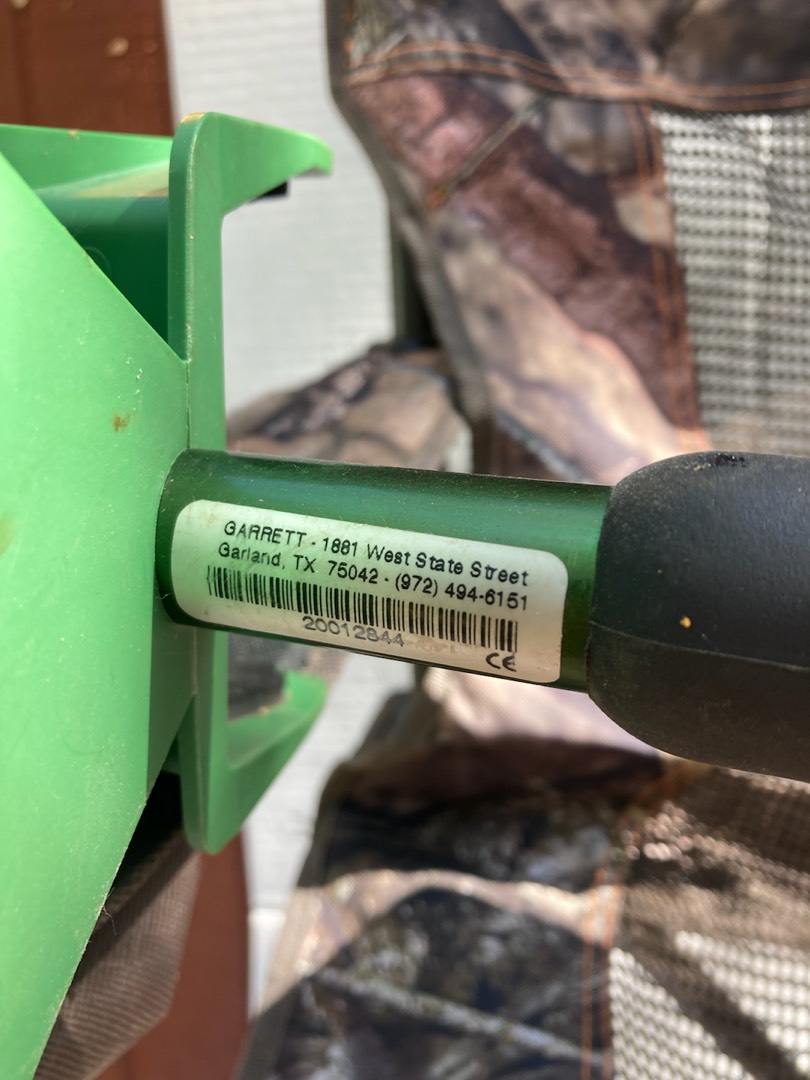 GARRETT - 1881 West State Street
Garland, TX 75042 - (972) 494-6151
20012844
CE